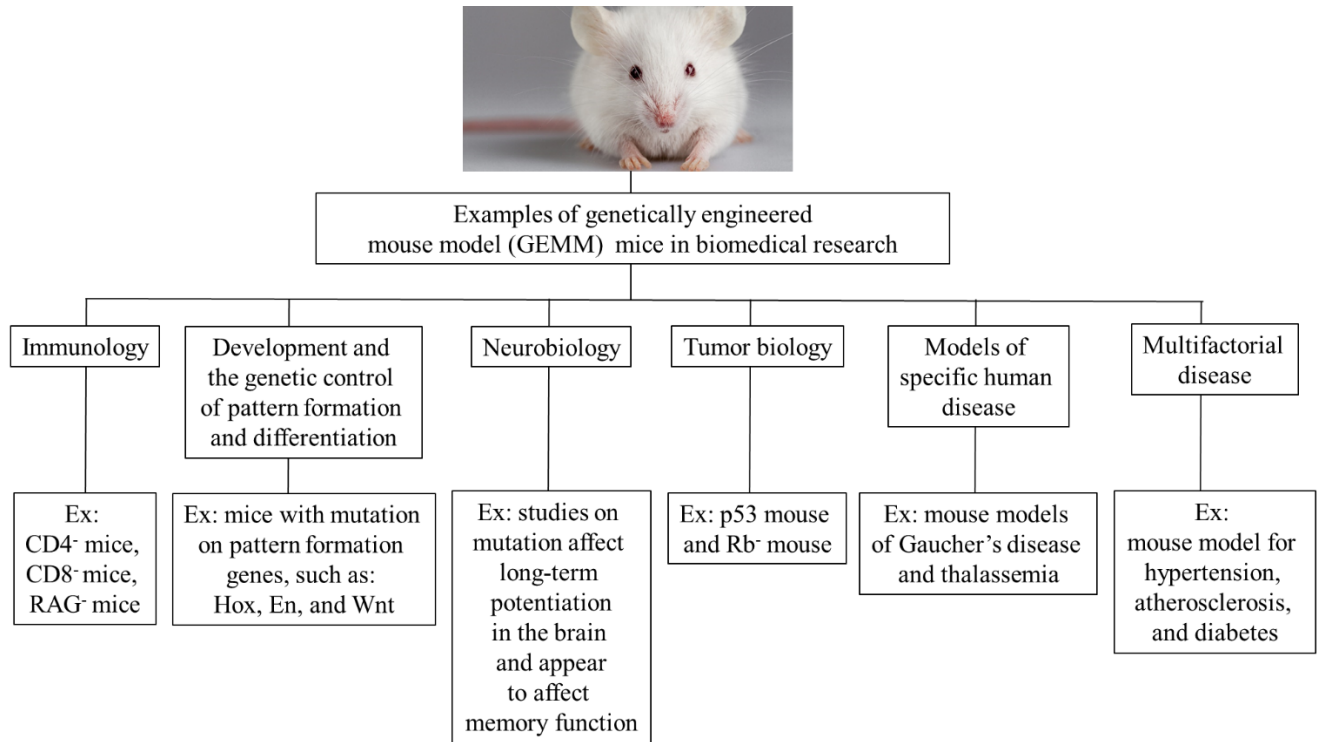 Examples of genetically engineered
mouse model (GEMM) mice in biomedical research
Immunology
Development and
the genetic control
of pattern formation
and differentiation
Neurobiology
Tumor biology
Models of
specific human
disease
Multifactorial
disease
Ex:
CD4⁻ mice,
CD8⁻ mice,
RAG⁻ mice
Ex: mice with mutation
on pattern formation
genes, such as:
Hox, En, and Wnt
Ex: studies on
mutation affect
long-term
potentiation
in the brain
and appear
to affect
memory function
Ex: p53 mouse
and Rb⁻ mouse
Ex: mouse models
of Gaucher’s disease
and thalassemia
Ex:
mouse model for
hypertension,
atherosclerosis,
and diabetes